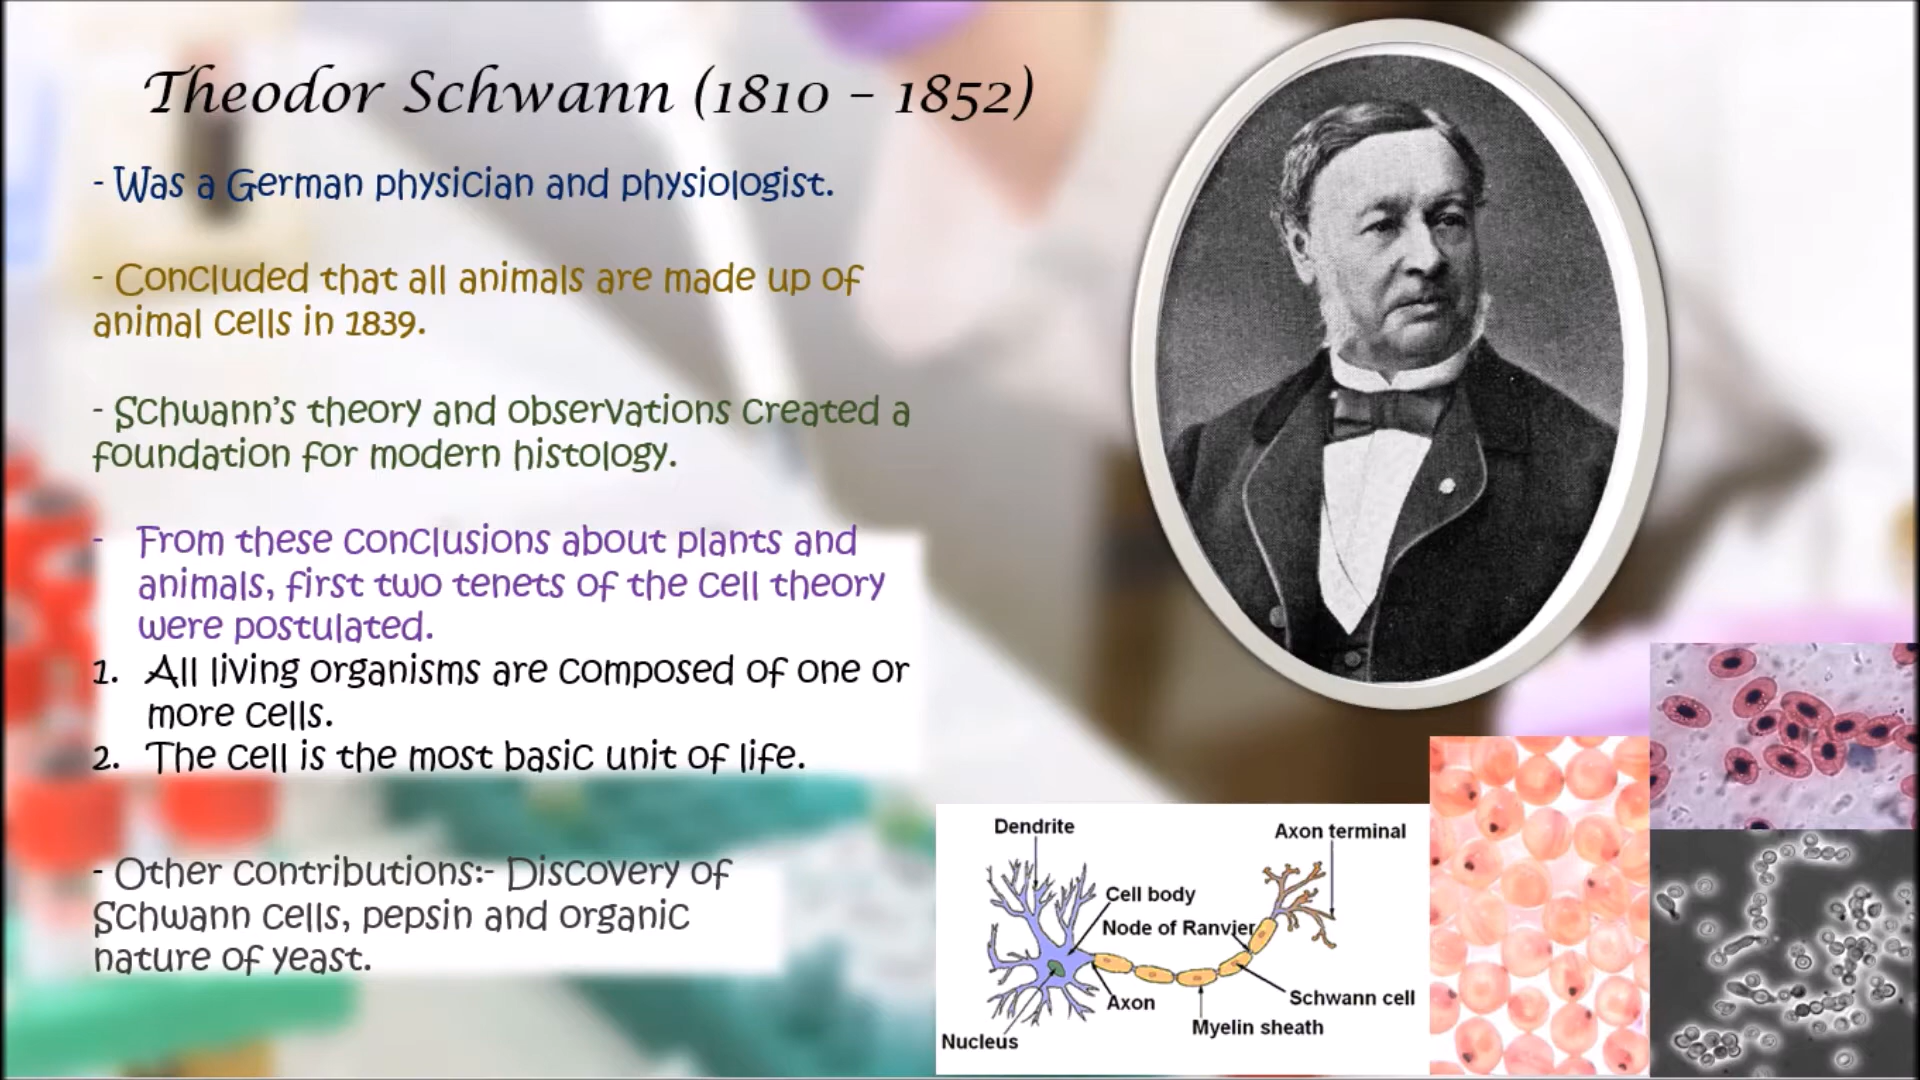 Theodor Schwann (1810 – 1852)
- Was a German physician and physiologist.
- Concluded that all animals are made up of
animal cells in 1839.
- Schwann's theory and observations created a
foundation for modern histology.
- From these conclusions about plants and
animals, first two tenets of the cell theory
were postulated.
1. All living organisms are composed of one or
more cells.
2. The cell is the most basic unit of life.
- Other contributions:- Discovery of
Schwann cells, pepsin and organic
nature of yeast.
Dendrite
Axon terminal
Cell body
Node of Ranvier
Axon
Schwann cell
Myelin sheath
Nucleus